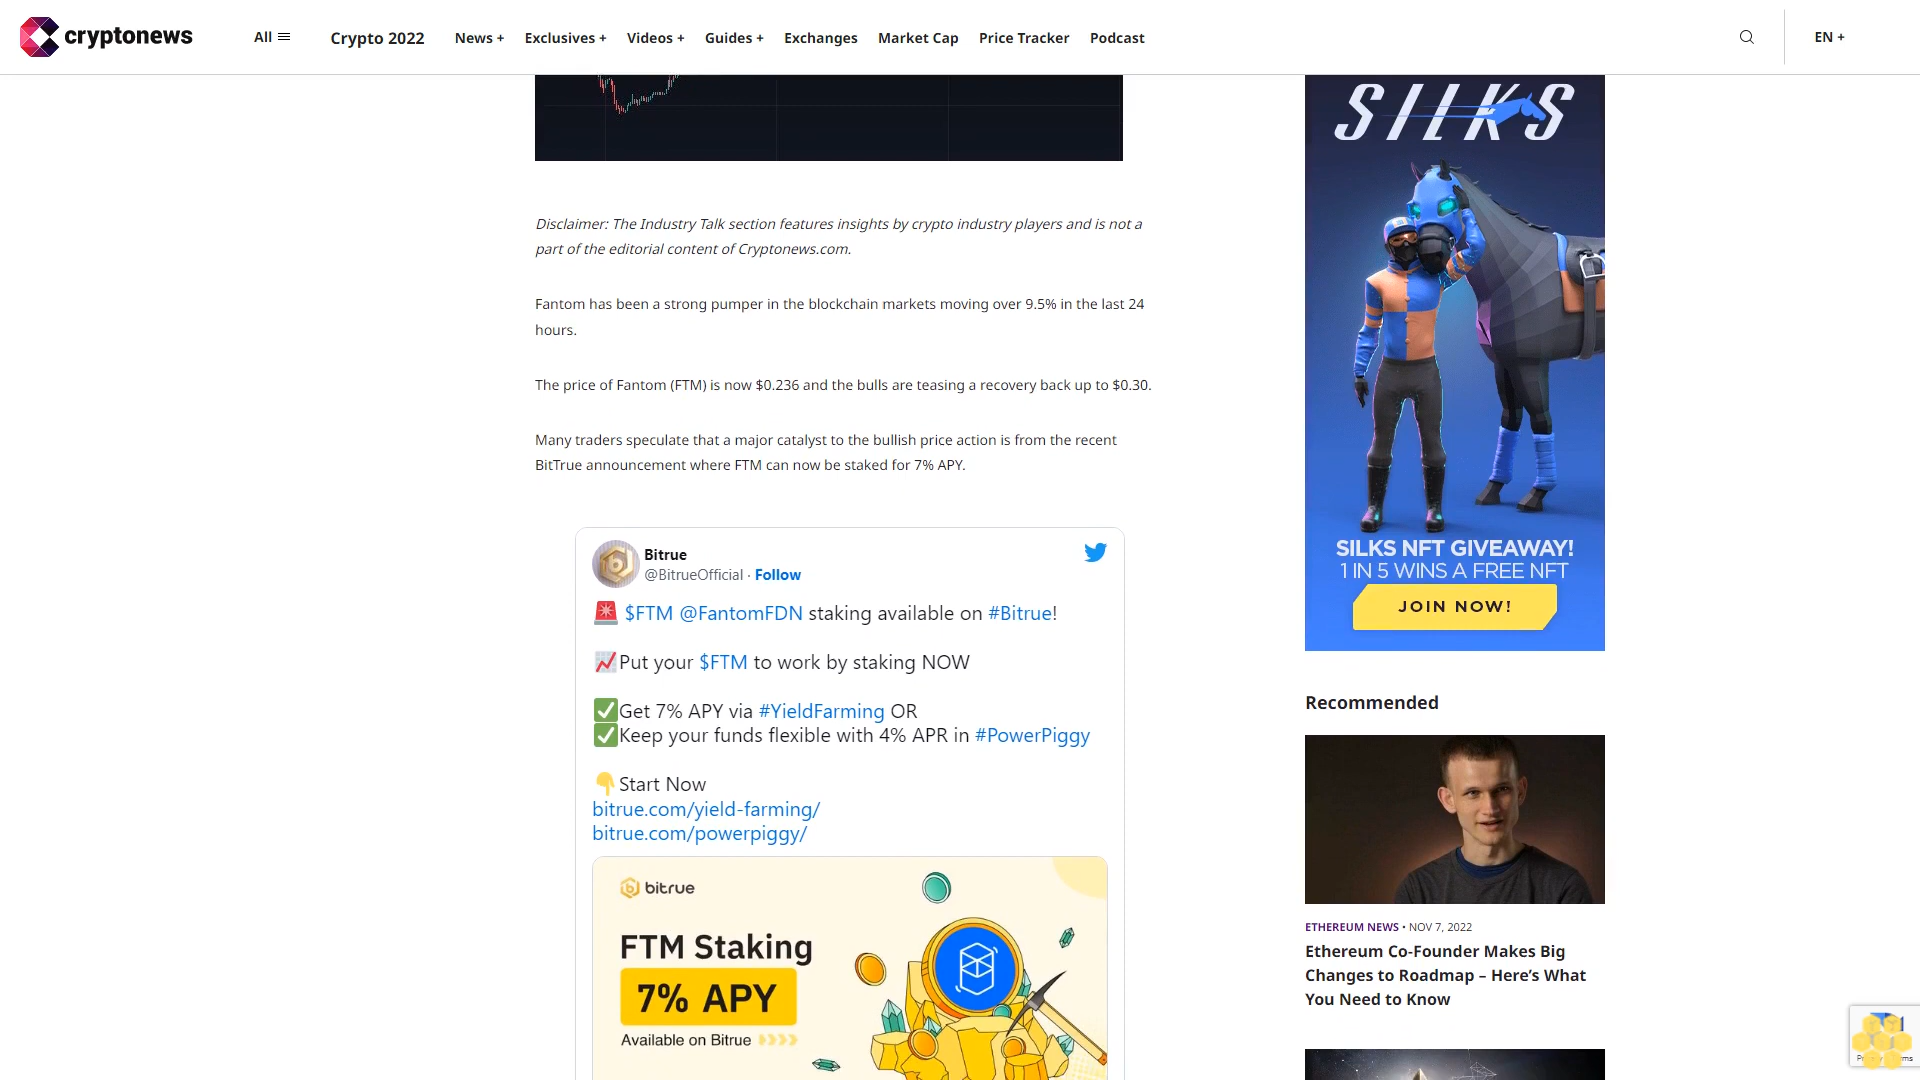 cryptonews
All
Crypto 2022
News +
Exclusives +
Videos +
Guides +
Exchanges
Market Cap
Price Tracker
Podcast
EN +
Disclaimer: The Industry Talk section features insights by crypto industry players and is not a
part of the editorial content of Cryptonews.com.
Fantom has been a strong pumper in the blockchain markets moving over 9.5% in the last 24
hours.
The price of Fantom (FTM) is now $0.236 and the bulls are teasing a recovery back up to $0.30.
Many traders speculate that a major catalyst to the bullish price action is from the recent
BitTrue announcement where FTM can now be staked for 7% APY.
Bitrue
@BitrueOfficial · Follow
$FTM @FantomFDN staking available on #Bitrue!
Put your $FTM to work by staking NOW
Get 7% APY via #YieldFarming OR
Keep your funds flexible with 4% APR in #PowerPiggy
Start Now
bitrue.com/yield-farming/
bitrue.com/powerpiggy/
bitrue
FTM Staking
7% APY
Available on Bitrue
SILKS
SILKS NFT GIVEAWAY!
1 IN 5 WINS A FREE NFT
JOIN NOW!
Recommended
ETHEREUM NEWS • NOV 7, 2022
Ethereum Co-Founder Makes Big
Changes to Roadmap – Here's What
You Need to Know